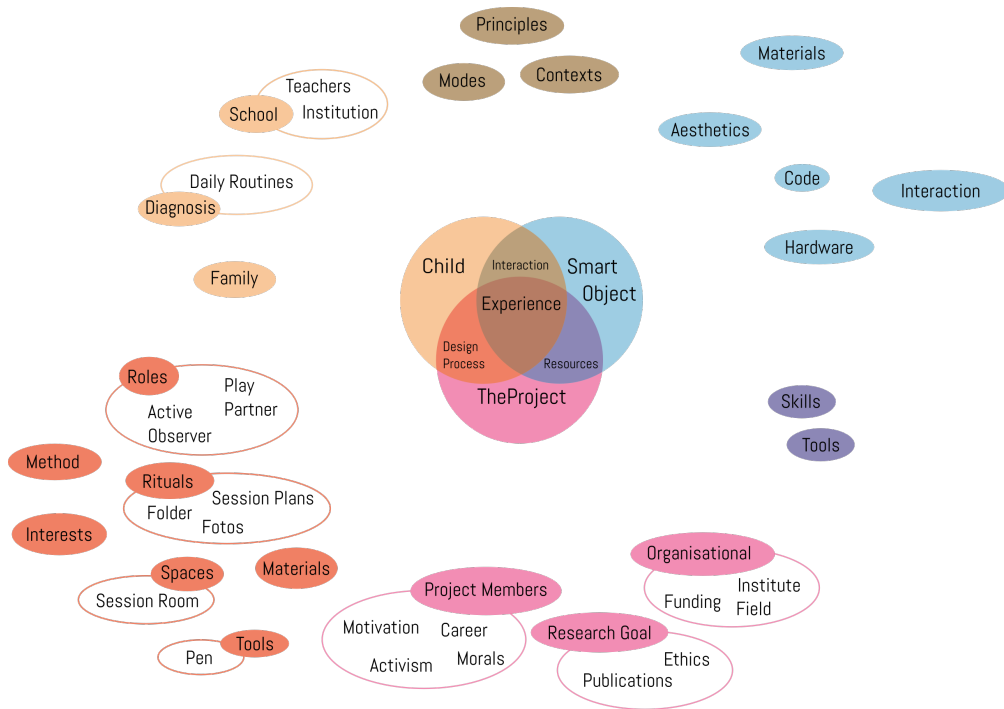 Principles
Modes
Contexts
Materials
Teachers
School
Institution
Aesthetics
Daily Routines
Diagnosis
Code
Interaction
Hardware
Family
Child
Interaction
Smart
Object
Experience
Design
Process
Resources
TheProject
Roles
Play
Partner
Active
Observer
Skills
Tools
Method
Rituals
Session Plans
Folder
Fotos
Interests
Spaces
Materials
Session Room
Tools
Pen
Project Members
Motivation
Career
Activism
Morals
Research Goal
Ethics
Publications
Organisational
Institute
Funding
Field